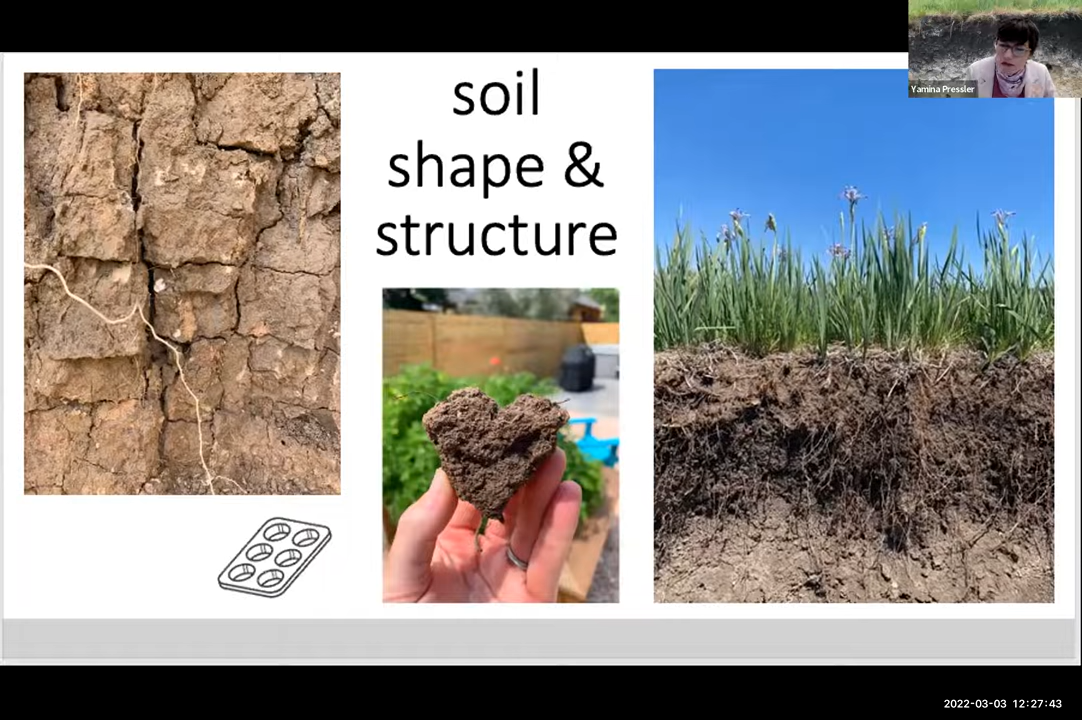 soil
shape &
structure
Yamina Pressler
2022-03-03 12:27:43